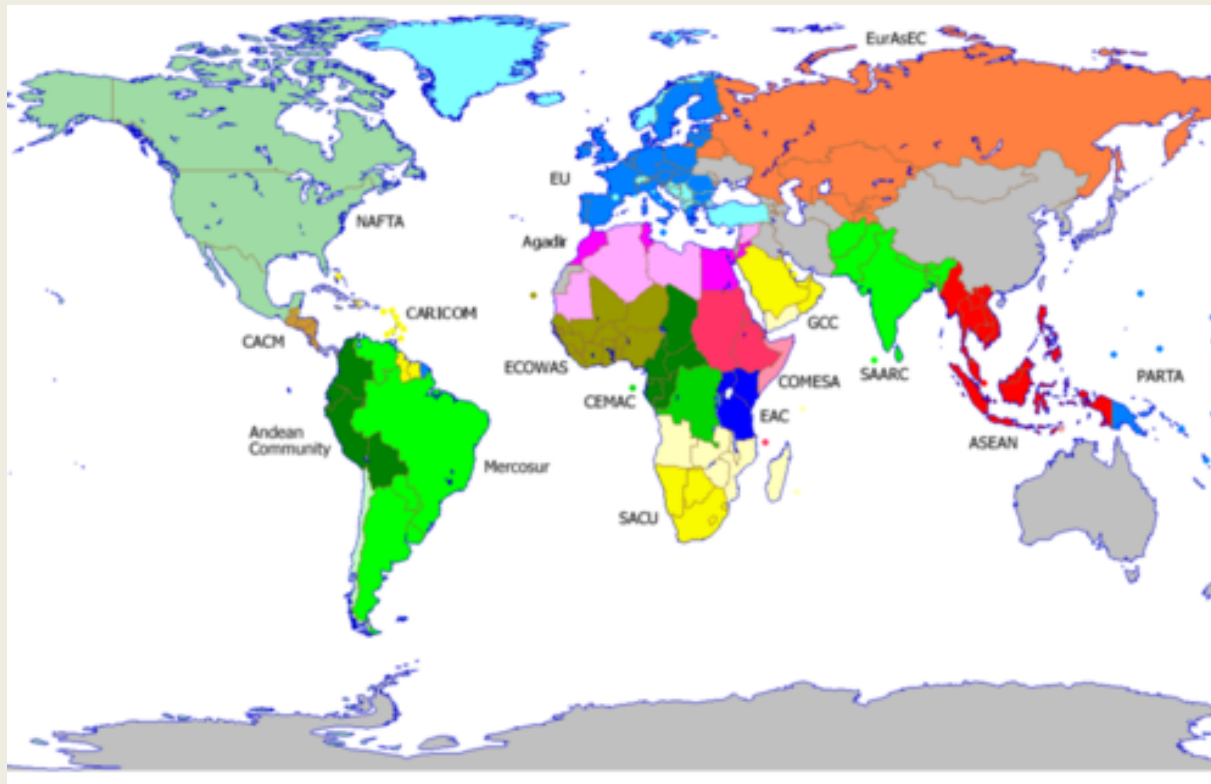 EurAsEC
EU
NAFTA
Agadir
CARICOM
GCC
CACM
ECOWAS
COMESA
SAARC
PARTA
CEMAC
EAC
Andean
Community
ASEAN
Mercosur
SACU